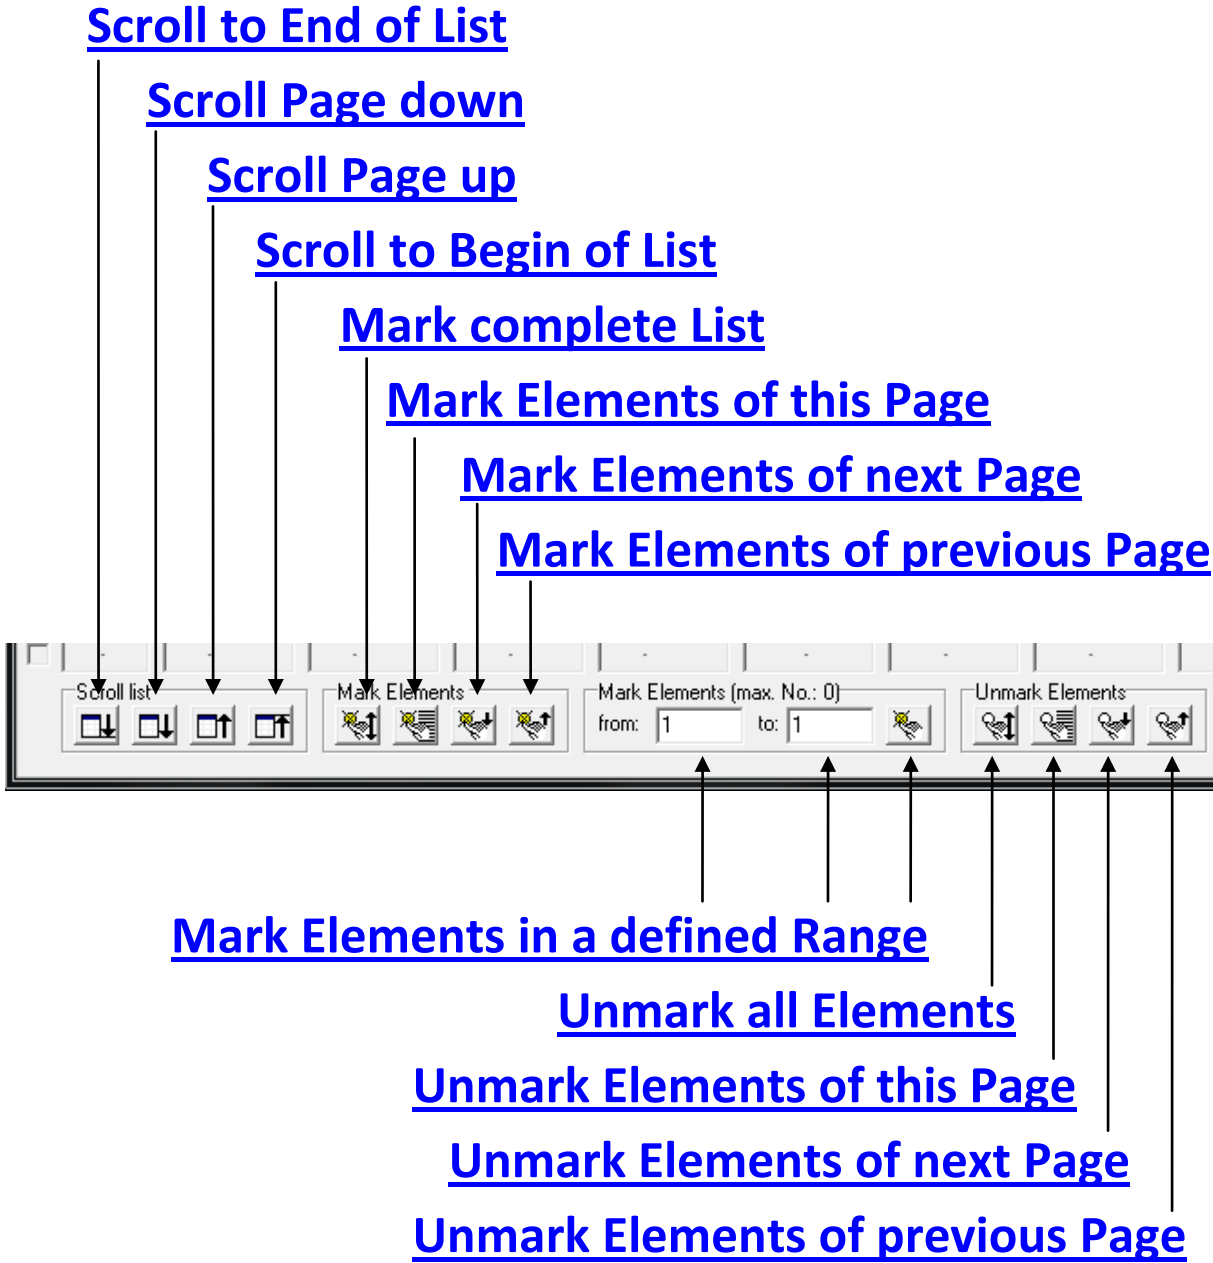 Scroll to End of List
Scroll Page down
Scroll Page up
Scroll to Begin of List
Mark complete List
Mark Elements of this Page
Mark Elements of next Page
Mark Elements of previous Page
- - - - - - - -
Scroll list Mark Elements Mark Elements (max. No.: 0) Unmark Elements
from: 1 to: 1
Mark Elements in a defined Range
Unmark all Elements
Unmark Elements of this Page
Unmark Elements of next Page
Unmark Elements of previous Page